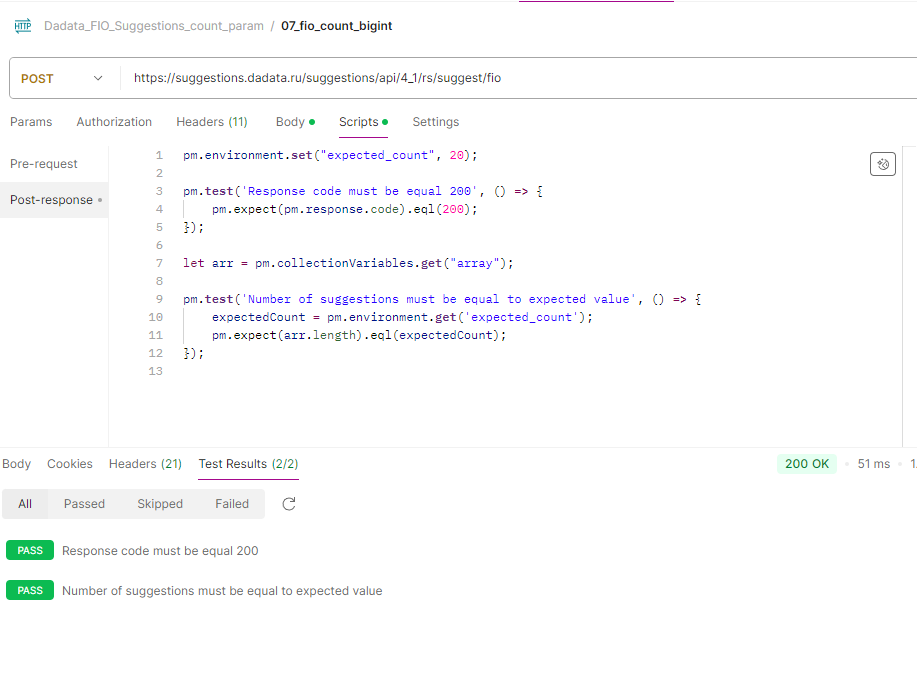 HTTP Dadata_FIO_Suggestions_count_param / 07_fio_count_bigint
POST https://suggestions.dadata.ru/suggestions/api/4_1/rs/suggest/fio
Params Authorization Headers (11) Body Scripts Settings
Pre-request
Post-response
1 pm.environment.set("expected_count", 20);
2
3 pm.test('Response code must be equal 200', () => {
4 pm.expect(pm.response.code).eql(200);
5 });
6
7 let arr = pm.collectionVariables.get("array");
8
9 pm.test('Number of suggestions must be equal to expected value', () => {
10 expectedCount = pm.environment.get('expected_count');
11 pm.expect(arr.length).eql(expectedCount);
12 });
13
Body Cookies Headers (21) Test Results (2/2) 200 OK 51 ms
All Passed Skipped Failed
PASS Response code must be equal 200
PASS Number of suggestions must be equal to expected value